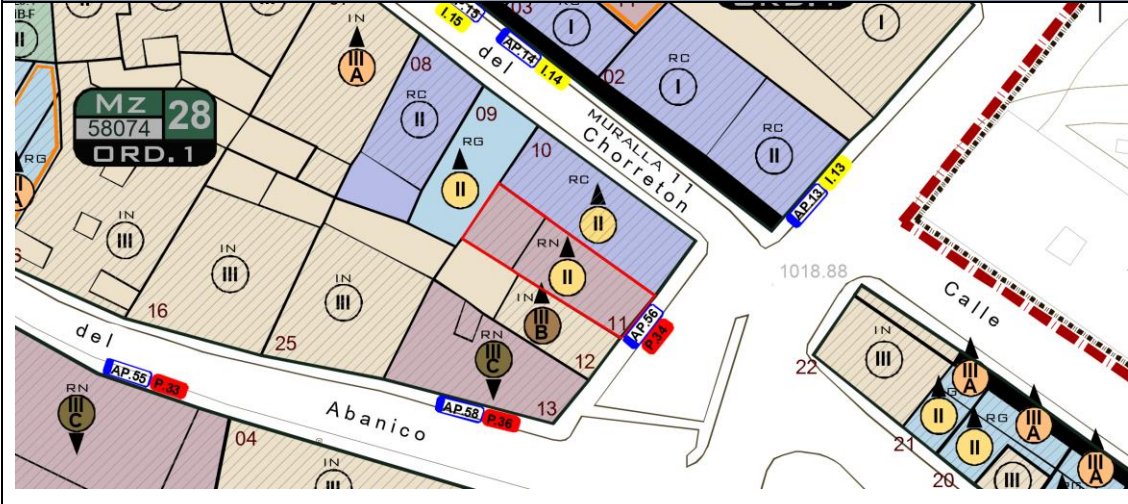 03
I
I
II
I.15
AP.14
I.14
IN
III
A
08
RC
II
del
MURALLA 11
Chorreton
02
RC
I
RC
II
AP.13
I.13
Mz
58074
28
ORD.1
RG
09
RG
II
10
RC
II
RN
II
IN
III
B
11
AP.56
P.34
1018.88
Calle
IN
III
16
IN
III
25
IN
III
12
RN
III
C
13
del
Abanico
AP.55
P.33
AP.58
P.36
RN
III
C
04
IN
III
22
IN
III
III
A
II
RG
II
III
A
III
A
21
20
III